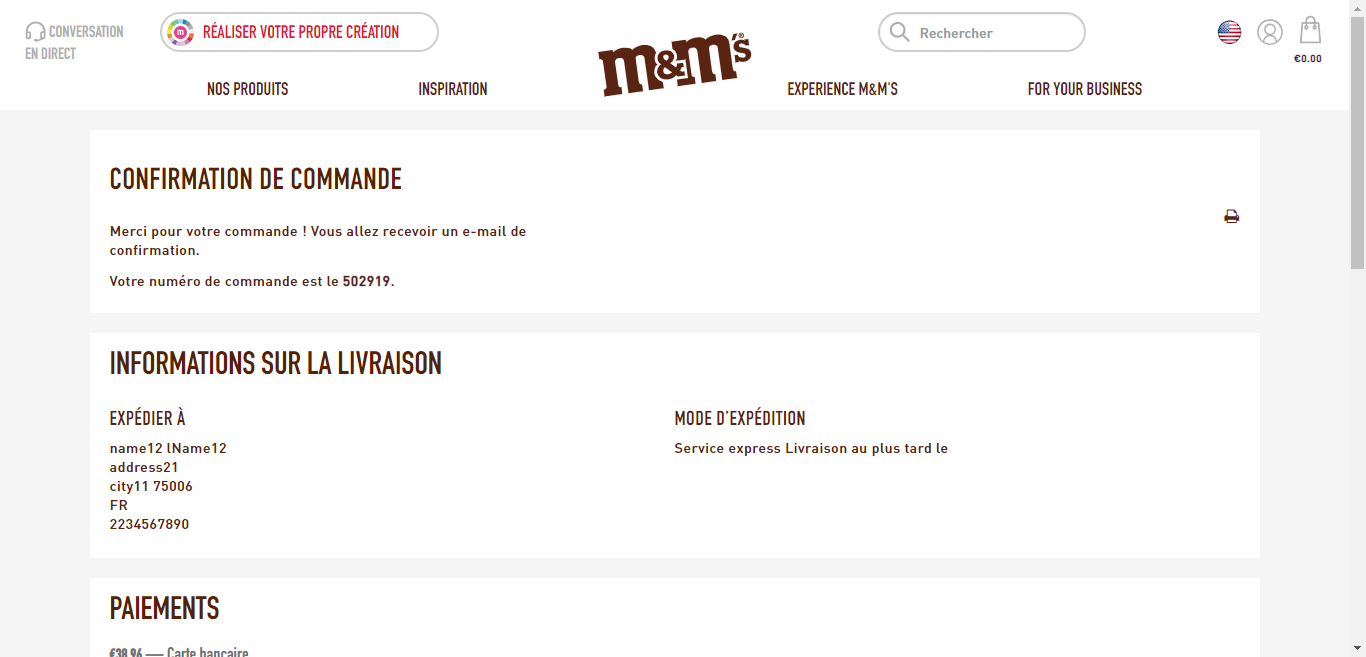 CONVERSATION
EN DIRECT
m
RÉALISER VOTRE PROPRE CRÉATION
m&m's®
Rechercher
€0.00
NOS PRODUITS
INSPIRATION
EXPERIENCE M&M'S
FOR YOUR BUSINESS
CONFIRMATION DE COMMANDE
Merci pour votre commande ! Vous allez recevoir un e-mail de
confirmation.
Votre numéro de commande est le 502919.
INFORMATIONS SUR LA LIVRAISON
EXPÉDIER À
name12 lName12
address21
city11 75006
FR
2234567890
MODE D'EXPÉDITION
Service express Livraison au plus tard le
PAIEMENTS
€38.96 — Carte bancaire